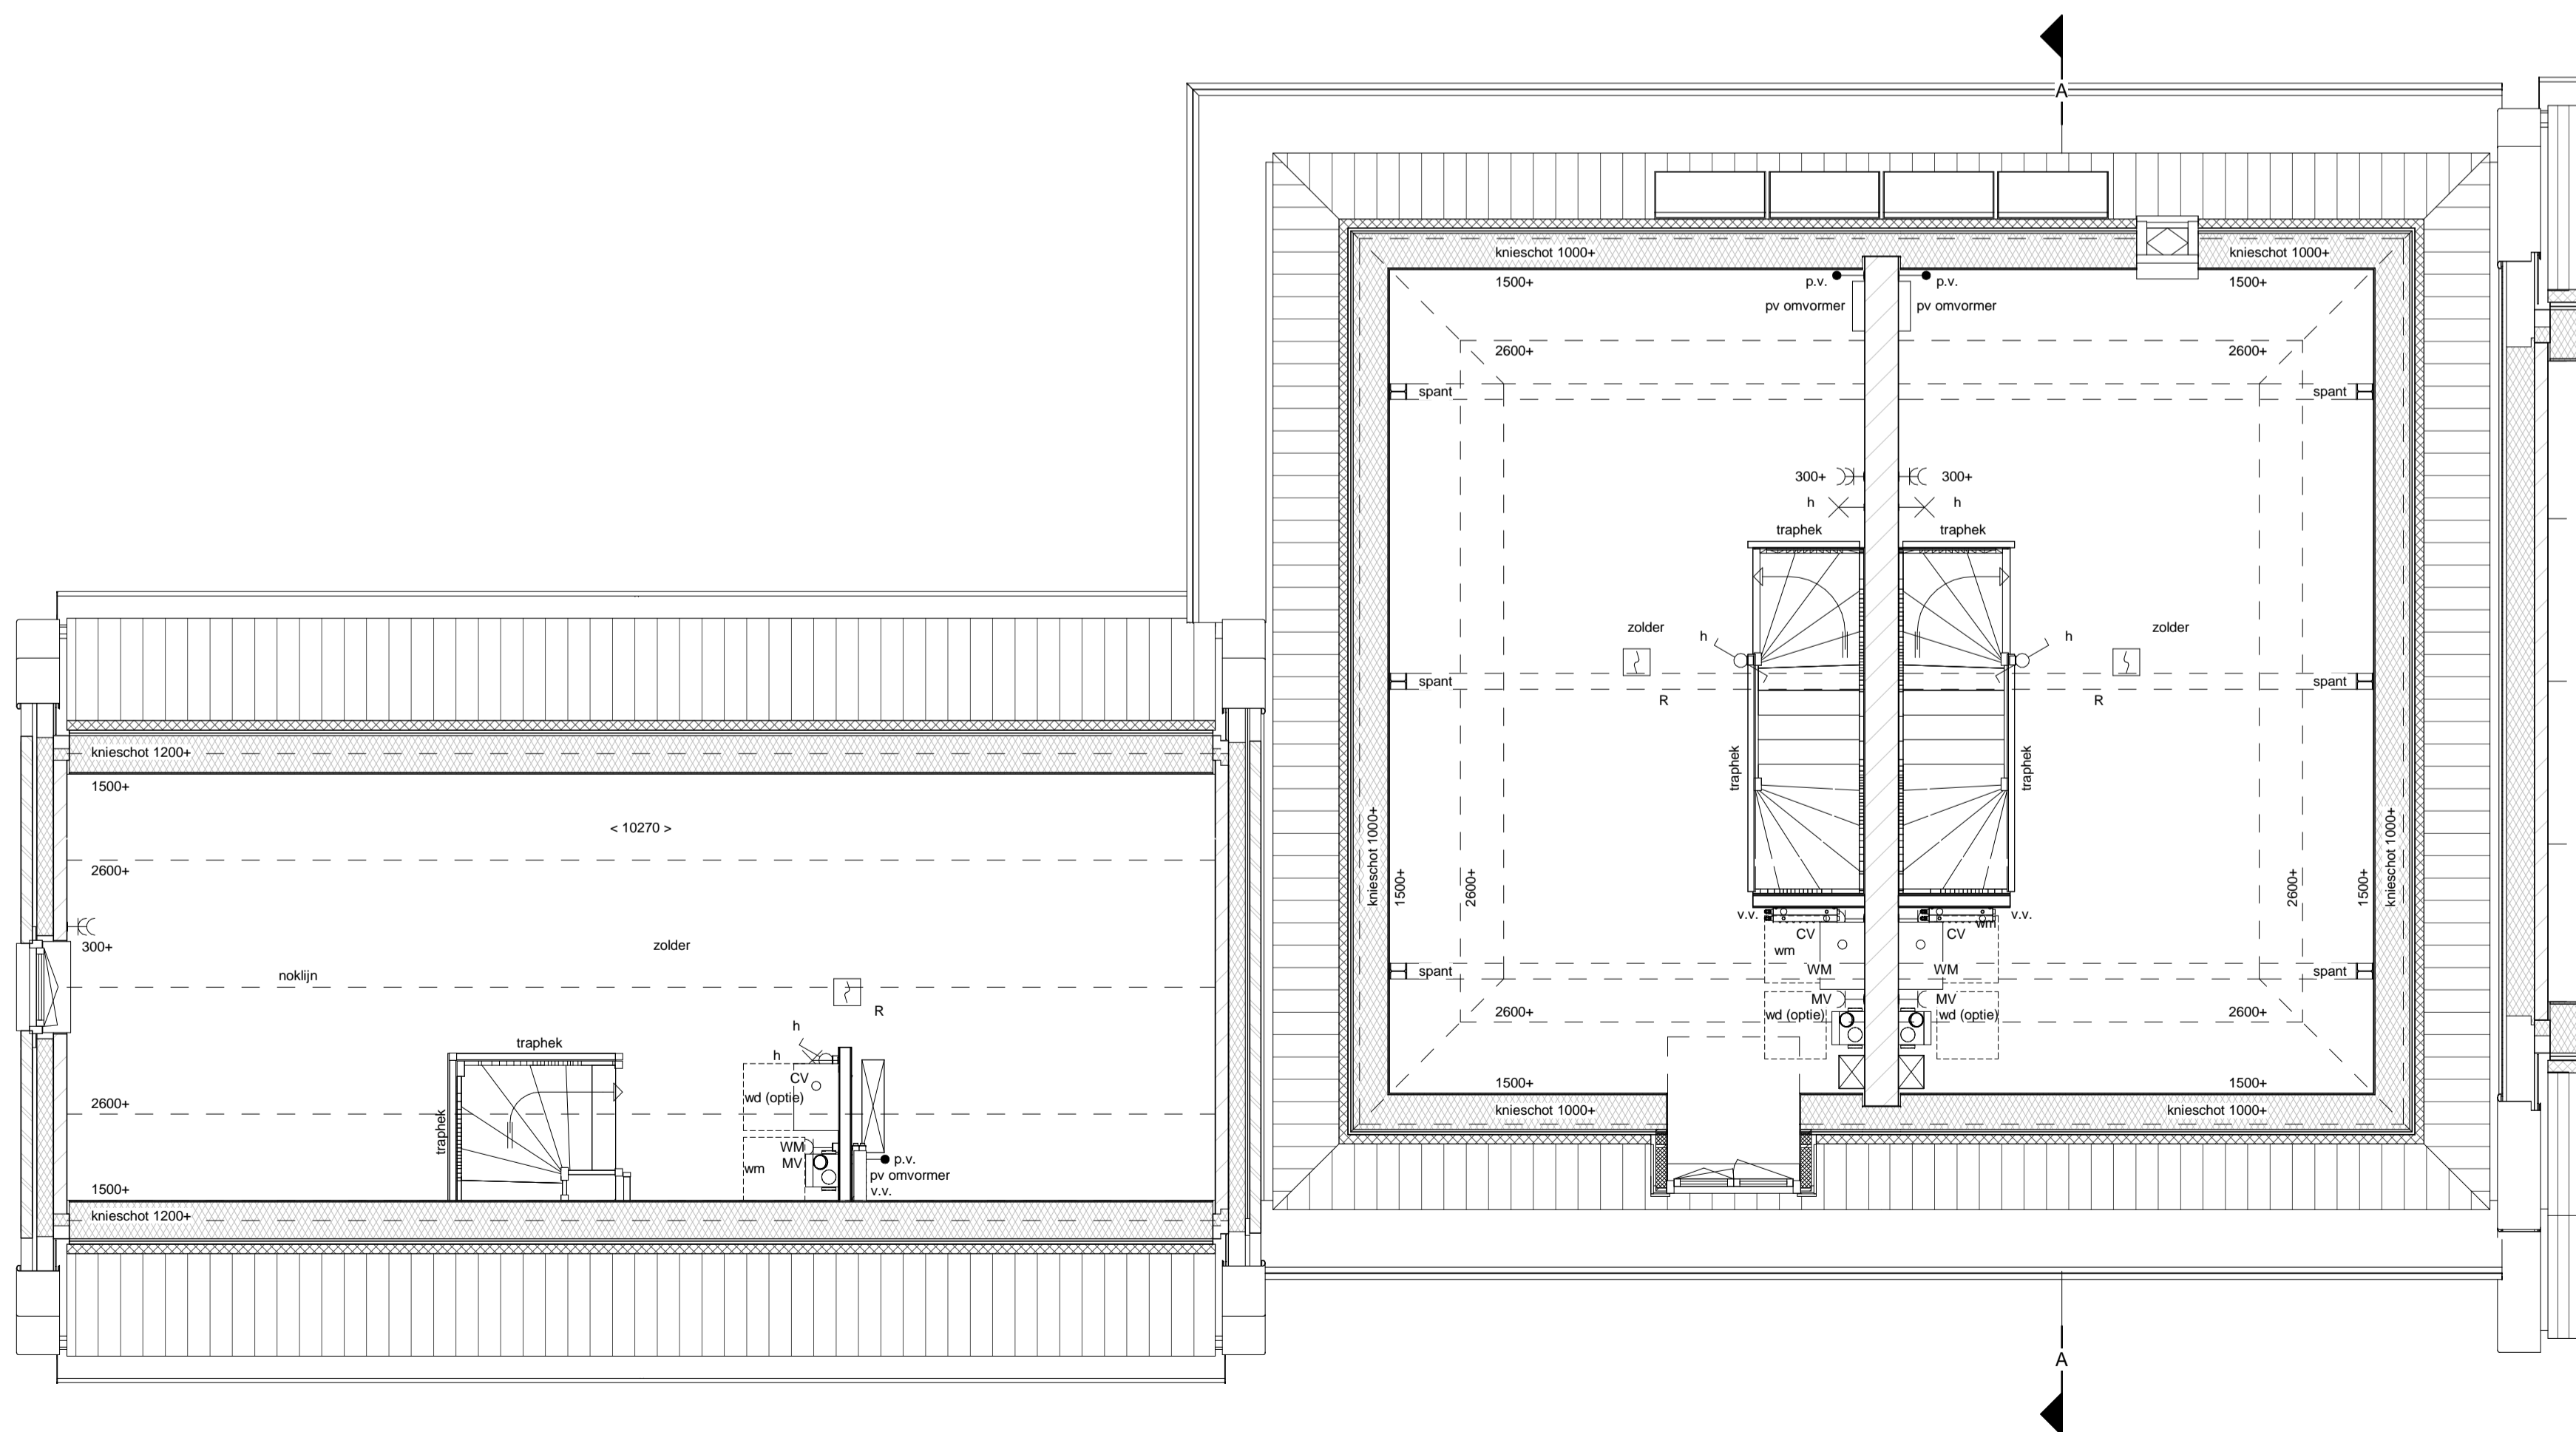 A
knieschot 1000+
knieschot 1000+
1500+
p.v.
p.v.
1500+
pv omvormer
pv omvormer
2600+
2600+
spant
spant
300+
300+
h
h
traphek
traphek
zolder
h
h
zolder
spant
spant
R
R
traphek
traphek
knieschot 1000+
1500+
2600+
2600+
1500+
knieschot 1000+
v.v.
v.v.
wm
CV
CV
wm
WM
WM
spant
spant
MV
MV
wd (optie)
wd (optie)
2600+
2600+
1500+
1500+
knieschot 1000+
knieschot 1000+
knieschot 1200+
1500+
< 10270 >
2600+
300+
zolder
noklijn
R
h
traphek
h
CV
wd (optie)
2600+
traphek
WM
MV
wm
p.v.
pv omvormer
v.v.
1500+
knieschot 1200+
A